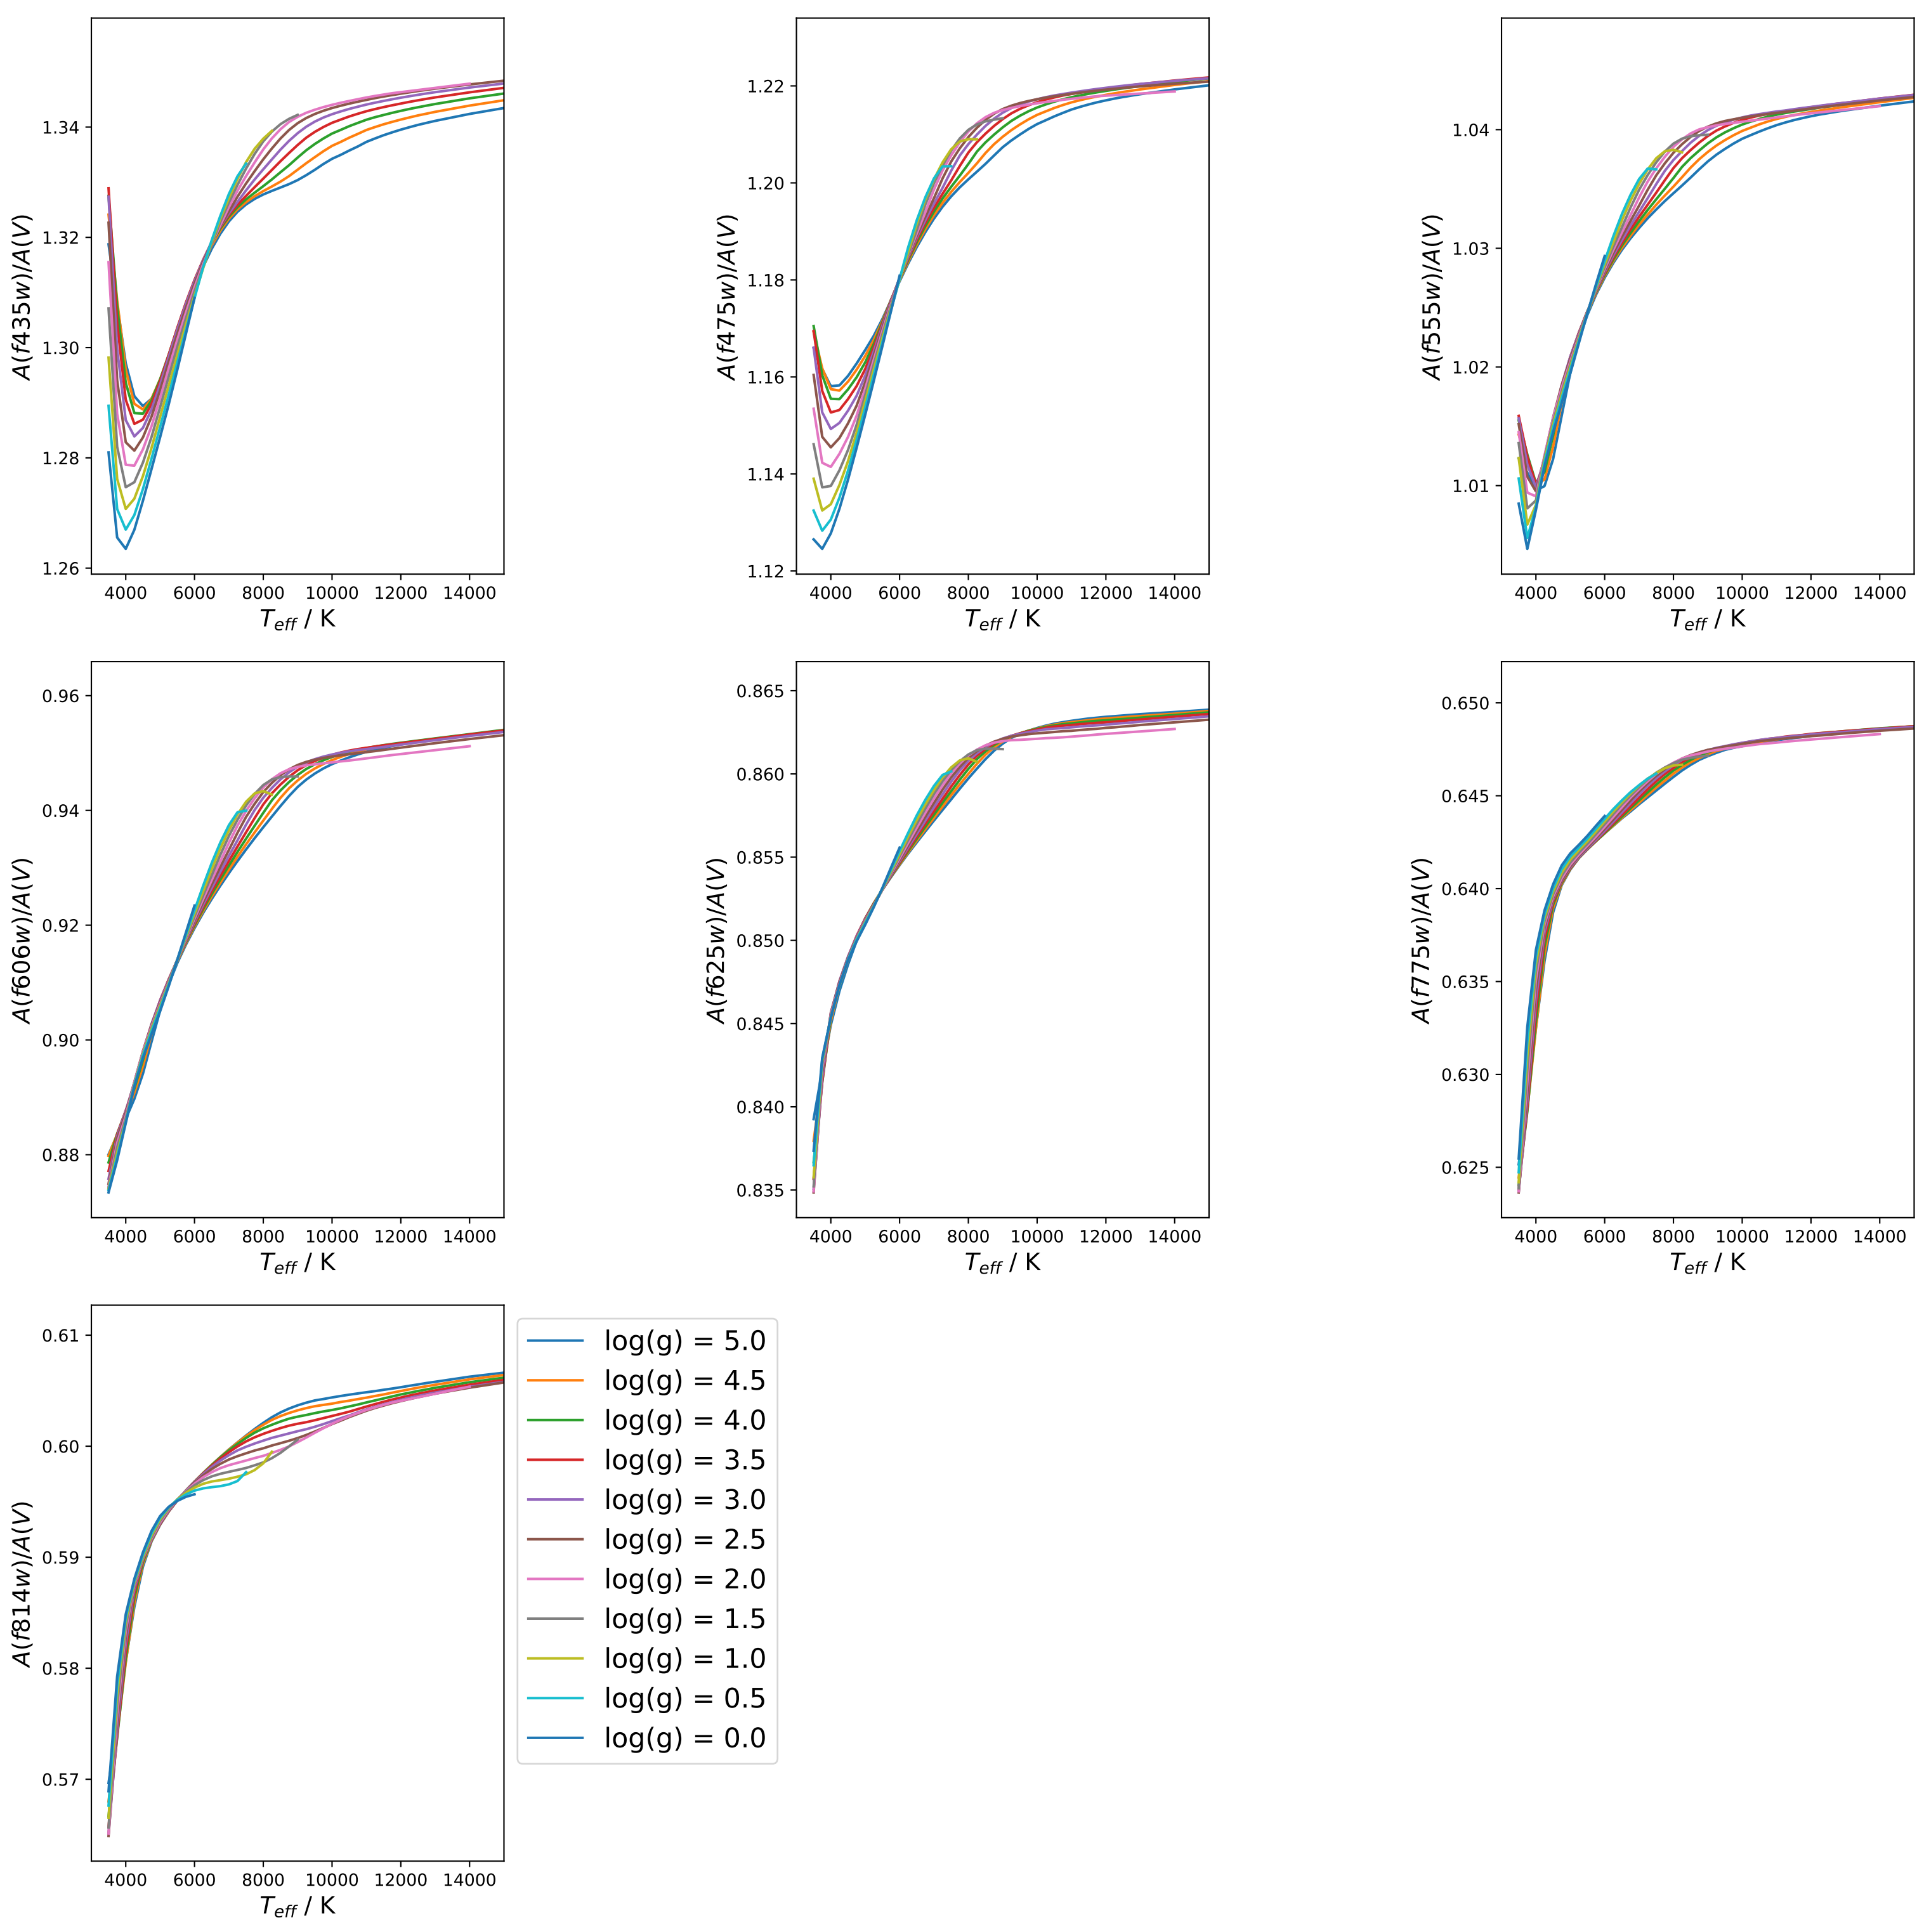 A(f435w)/A(V)
1.34
1.32
1.30
1.28
1.26
4000 6000 8000 10000 12000 14000
T_eff / K
A(f475w)/A(V)
1.22
1.20
1.18
1.16
1.14
1.12
4000 6000 8000 10000 12000 14000
T_eff / K
A(f555w)/A(V)
1.04
1.03
1.02
1.01
4000 6000 8000 10000 12000 14000
T_eff / K
A(f606w)/A(V)
0.96
0.94
0.92
0.90
0.88
4000 6000 8000 10000 12000 14000
T_eff / K
A(f625w)/A(V)
0.865
0.860
0.855
0.850
0.845
0.840
0.835
4000 6000 8000 10000 12000 14000
T_eff / K
A(f775w)/A(V)
0.650
0.645
0.640
0.635
0.630
0.625
4000 6000 8000 10000 12000 14000
T_eff / K
A(f814w)/A(V)
0.61
0.60
0.59
0.58
0.57
4000 6000 8000 10000 12000 14000
T_eff / K
log(g) = 5.0
log(g) = 4.5
log(g) = 4.0
log(g) = 3.5
log(g) = 3.0
log(g) = 2.5
log(g) = 2.0
log(g) = 1.5
log(g) = 1.0
log(g) = 0.5
log(g) = 0.0